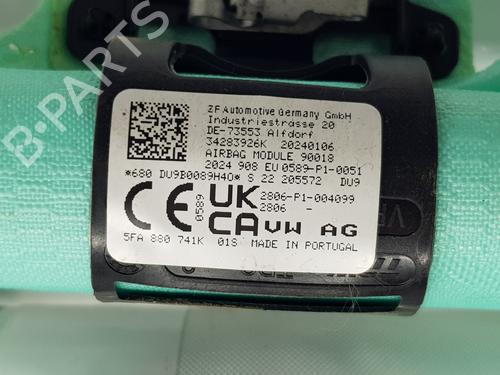 ZF Automotive Germany GmbH
Industriestrasse 20
DE-73553 Alfdorf
34283926K 20240106
AIRBAG MODULE 90018
2024 908 EU 0589-P1-0051
*680 DU9B0089H40* S 22 205572 DU9
CE 0589 UK CA
2806-P1-004099
2806 -
VW AG
5FA 880 741K 01S MADE IN PORTUGAL